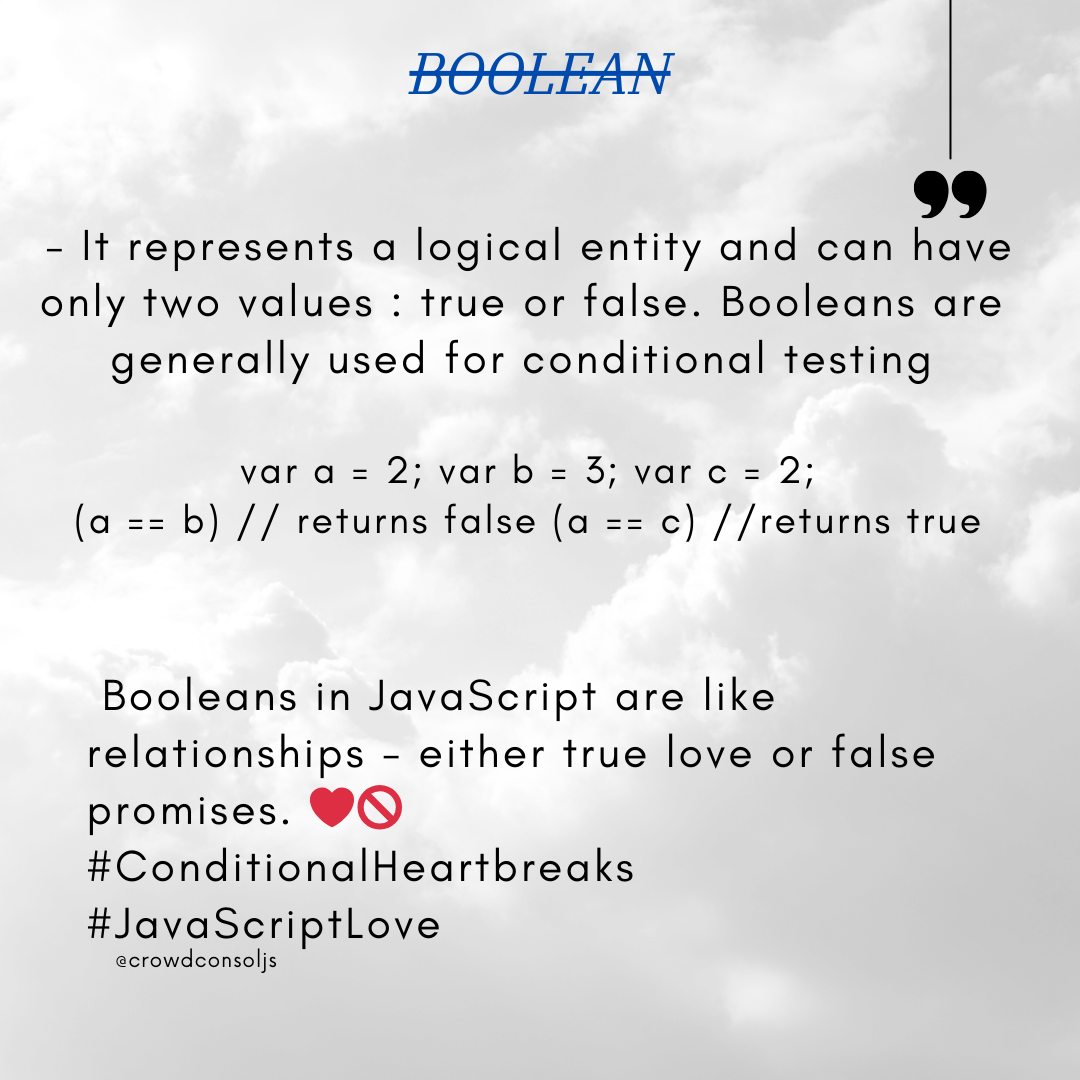 BOOLEAN
❞
- It represents a logical entity and can have
only two values : true or false. Booleans are
generally used for conditional testing
var a = 2; var b = 3; var c = 2;
(a == b) // returns false (a == c) //returns true
Booleans in JavaScript are like
relationships - either true love or false
promises. ❤️🚫
#ConditionalHeartbreaks
#JavaScriptLove
@crowdconsoljs